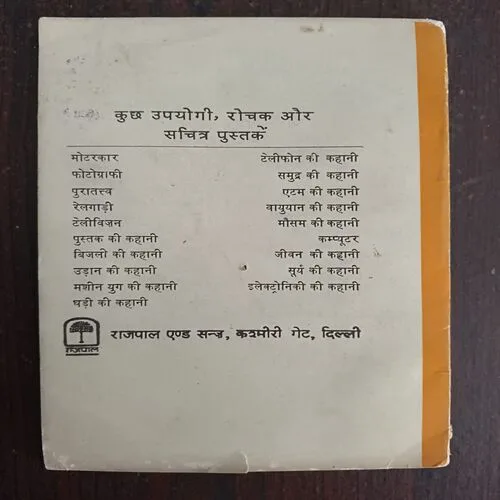 कुछ उपयोगी, रोचक और
सचित्र पुस्तकें
मोटरकार
फोटोग्राफी
पुरातत्त्व
रेलगाड़ी
टेलीविज़न
पुस्तक की कहानी
बिजली की कहानी
उड़ान की कहानी
मशीन युग की कहानी
घड़ी की कहानी
टेलीफोन की कहानी
समुद्र की कहानी
एटम की कहानी
वायुयान की कहानी
मौसम की कहानी
कम्प्यूटर
जीवन की कहानी
सूर्य की कहानी
इलेक्ट्रोनिकी की कहानी
राजपाल
राजपाल एण्ड सन्ज़, कश्मीरी गेट, दिल्ली